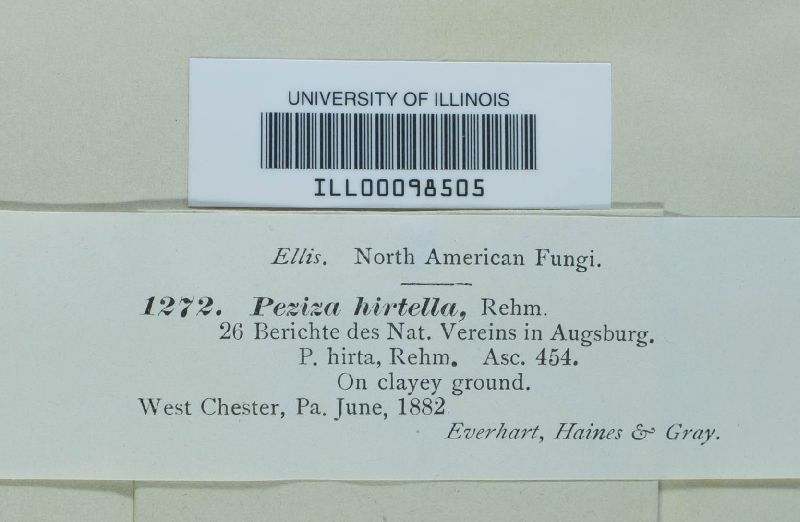 UNIVERSITY OF ILLINOIS
ILL00098505
Ellis. North American Fungi.
1272. Peziza hirtella, Rehm.
26 Berichte des Nat. Vereins in Augsburg.
P. hirta, Rehm. Asc. 454.
On clayey ground.
West Chester, Pa. June, 1882
Everhart, Haines & Gray.